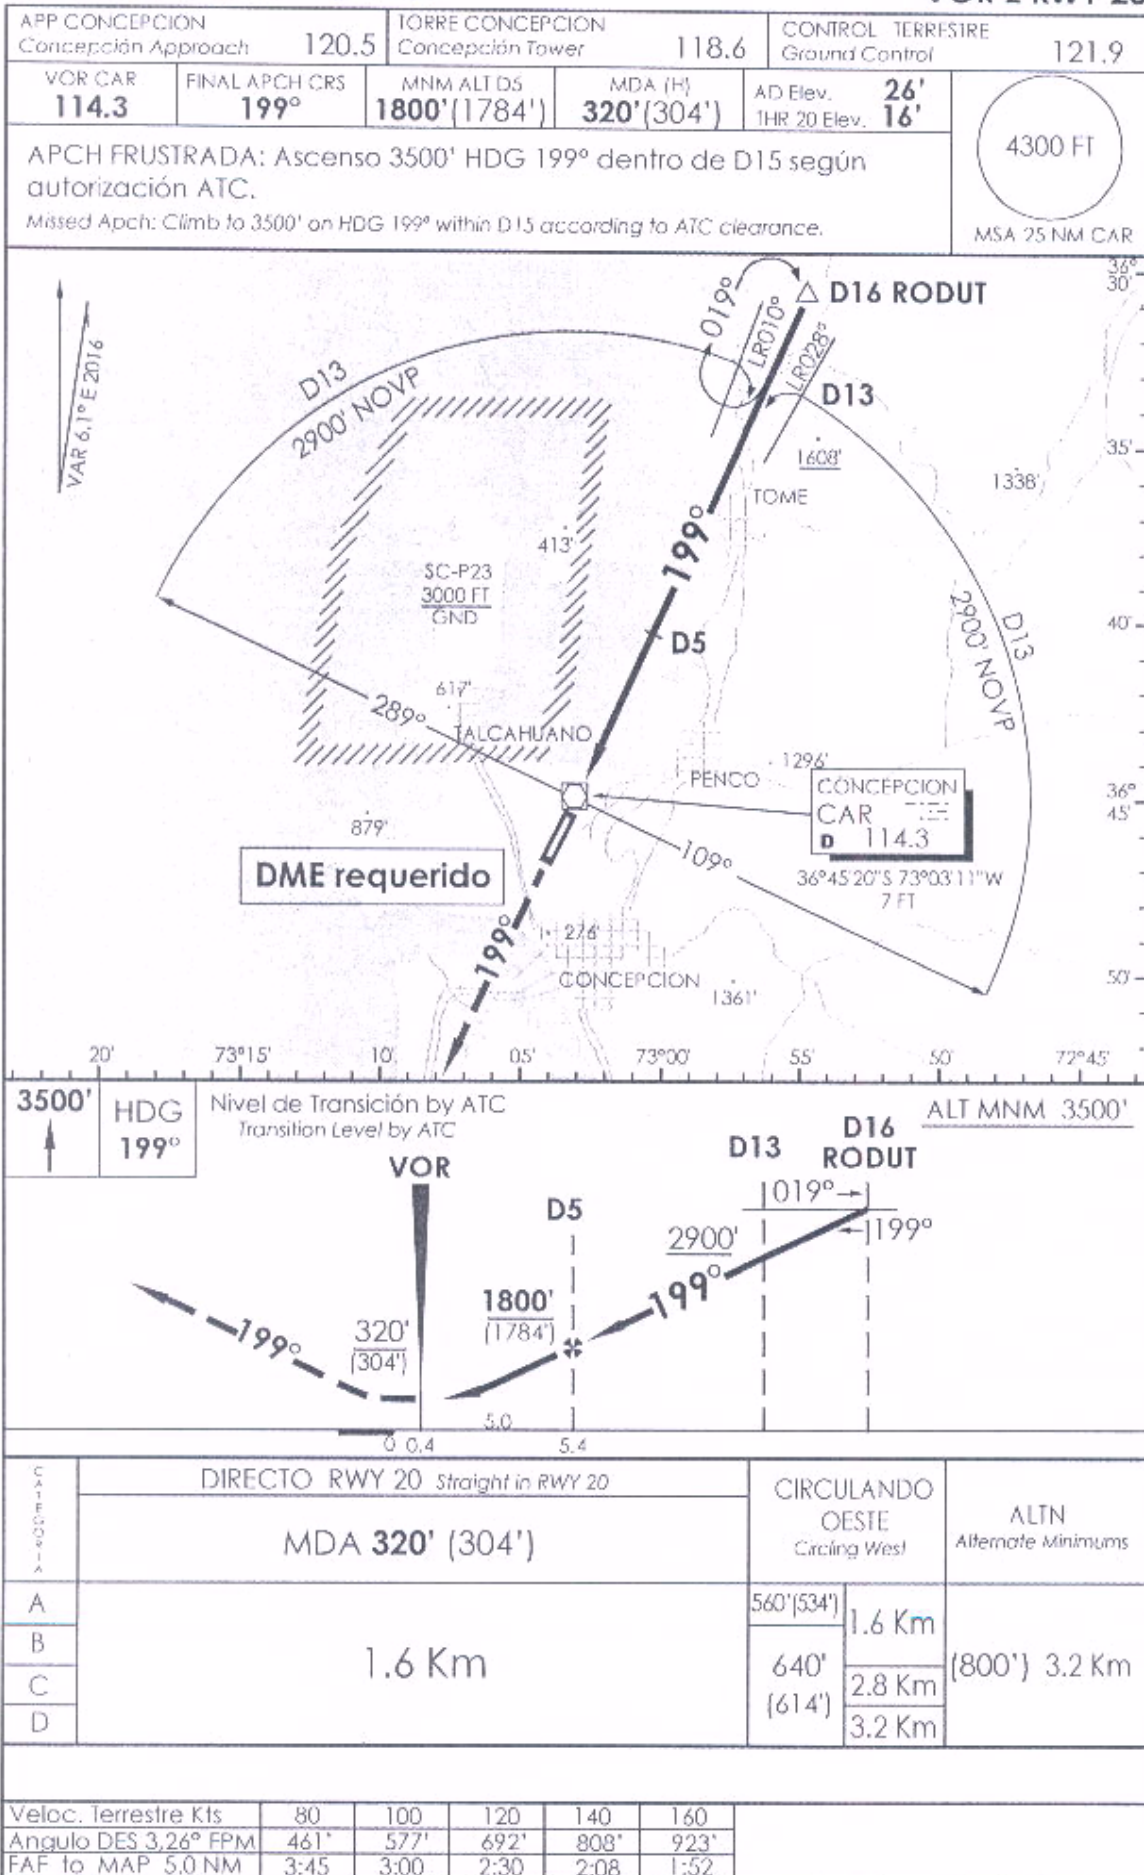 APP CONCEPCION
Concepción Approach 120.5
TORRE CONCEPCION
Concepción Tower 118.6
CONTROL TERRESTRE
Ground Control 121.9
VOR CAR
114.3
FINAL APCH CRS
199°
MNM ALT D5
1800'(1784')
MDA (H)
320'(304')
AD Elev. 26'
THR 20 Elev. 16'
4300 FT
MSA 25 NM CAR
APCH FRUSTRADA: Ascenso 3500' HDG 199° dentro de D15 según
autorización ATC.
Missed Apch: Climb to 3500' on HDG 199° within D15 according to ATC clearance.
36°
30'
D16 RODUT
019°
LR010°
LR028°
VAR 6,1° E 2016
D13
2900' NOVP
D13
35'
1608'
1338'
TOME
199°
413'
SC-P23
3000 FT
GND
D13
2900' NOVP
40'
D5
617'
289°
TALCAHUANO
PENCO
1296'
CONCEPCION
CAR
D 114.3
36°
45'
879'
DME requerido
109°
36°45'20"S 73°03'11"W
7 FT
199°
276'
CONCEPCION
1361'
50'
20'
73°15'
10'
05'
73°00'
55'
50'
72°45'
3500'
HDG
199°
Nivel de Transición by ATC
Transition Level by ATC
ALT MNM 3500'
VOR
D5
D13
D16
RODUT
019°
199°
2900'
199°
1800'
(1784')
320'
(304')
199°
5.0
0 0.4 5.4
CATEGORIA
DIRECTO RWY 20 Straight in RWY 20
MDA 320' (304')
CIRCULANDO
OESTE
Circling West
ALTN
Alternate Minimums
A
B
C
D
1.6 Km
560'(534')
640'
(614')
1.6 Km
2.8 Km
3.2 Km
(800') 3.2 Km
Veloc. Terrestre Kts 80 100 120 140 160
Angulo DES 3,26° FPM 461' 577' 692' 808' 923'
FAF to MAP 5,0 NM 3:45 3:00 2:30 2:08 1:52